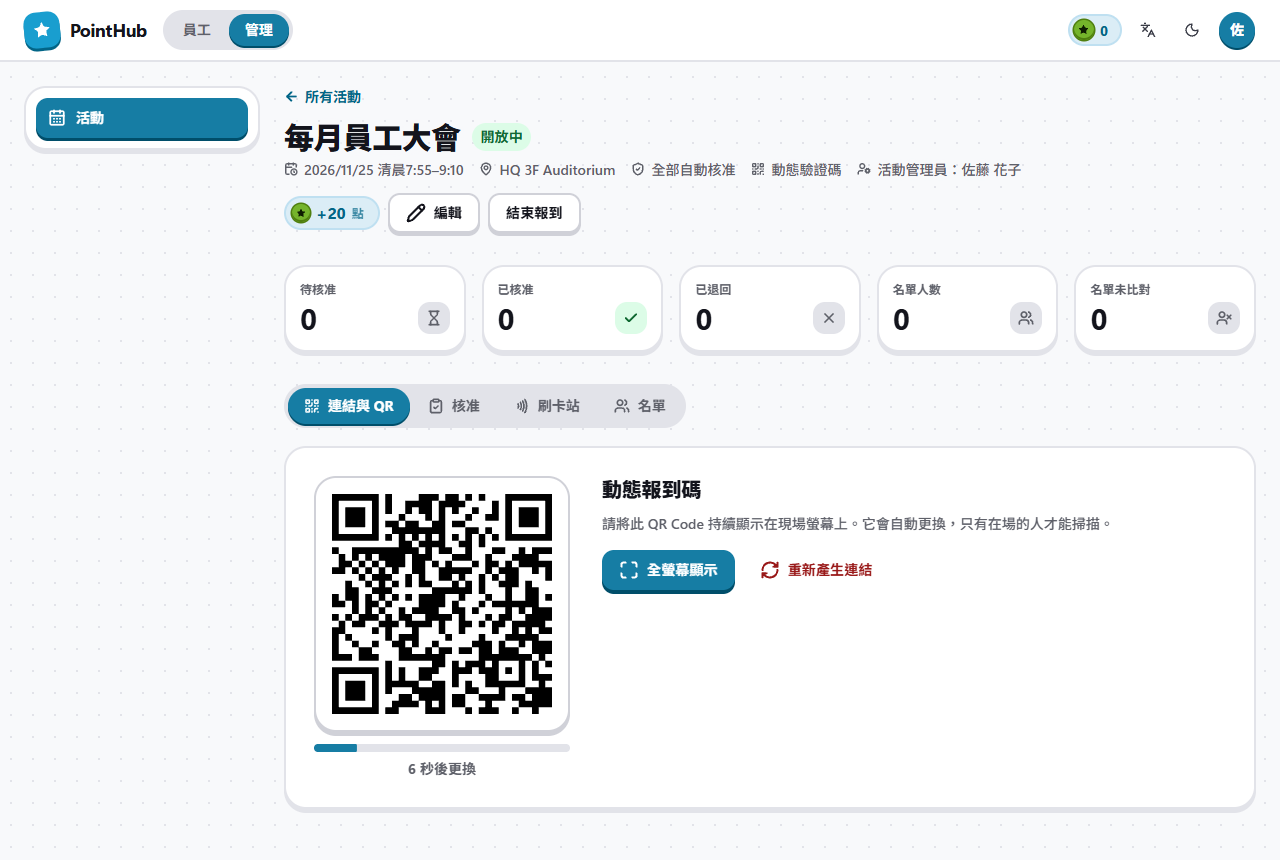 PointHub
員工
管理
0
佐
活動
所有活動
每月員工大會
開放中
2026/11/25 清晨7:55–9:10
HQ 3F Auditorium
全部自動核准
動態驗證碼
活動管理員：佐藤 花子
+20 點
編輯
結束報到
待核准
0
已核准
0
已退回
0
名單人數
0
名單未比對
0
連結與 QR
核准
刷卡站
名單
動態報到碼
請將此 QR Code 持續顯示在現場螢幕上。它會自動更換，只有在場的人才能掃描。
全螢幕顯示
重新產生連結
6 秒後更換